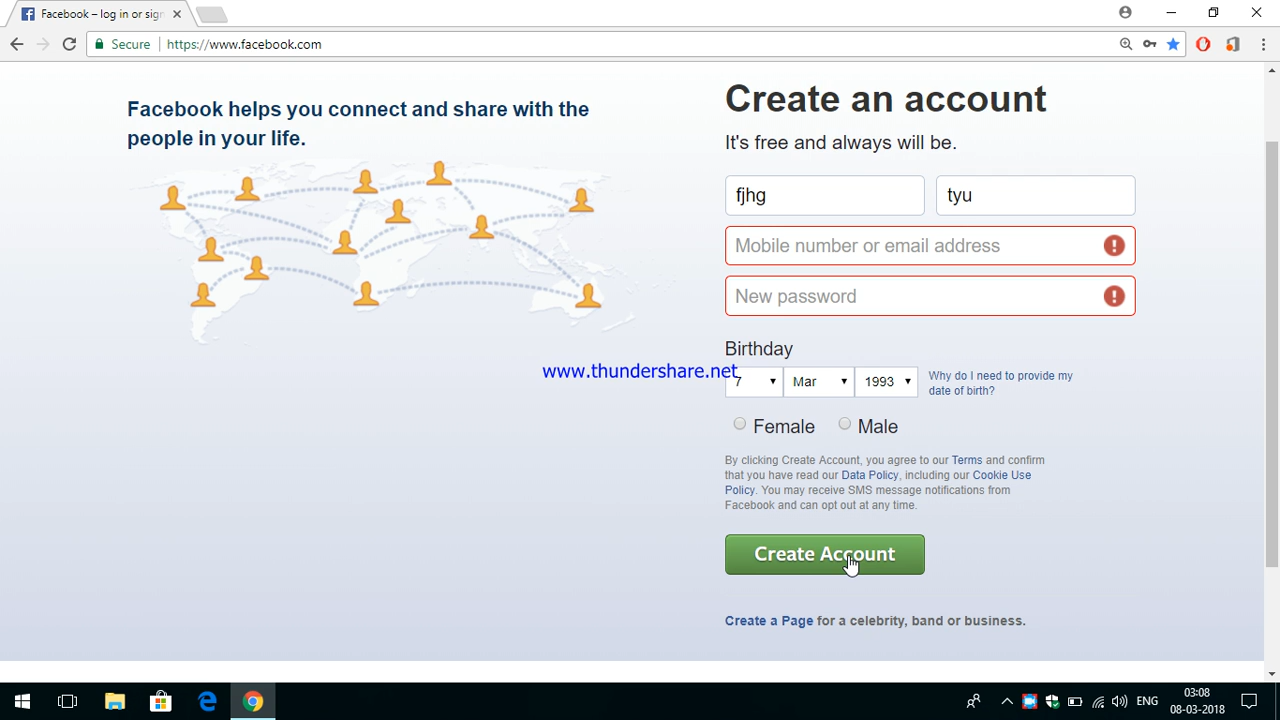 Facebook – log in or sign
Secure https://www.facebook.com
Facebook helps you connect and share with the
people in your life.
Create an account
It's free and always will be.
fjhg tyu
Mobile number or email address
New password
Birthday
www.thundershare.net
7 Mar 1993
Why do I need to provide my
date of birth?
Female Male
By clicking Create Account, you agree to our Terms and confirm
that you have read our Data Policy, including our Cookie Use
Policy. You may receive SMS message notifications from
Facebook and can opt out at any time.
Create Account
Create a Page for a celebrity, band or business.
ENG
03:08
08-03-2018